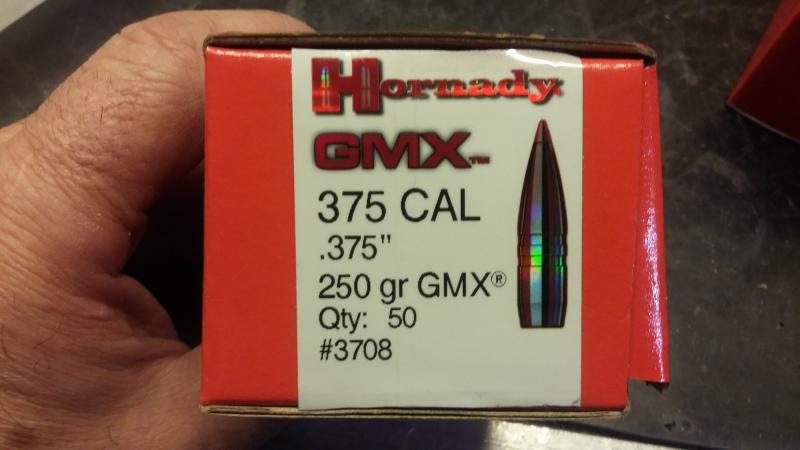 Hornady
GMX™
375 CAL
.375"
250 gr GMX®
Qty: 50
#3708